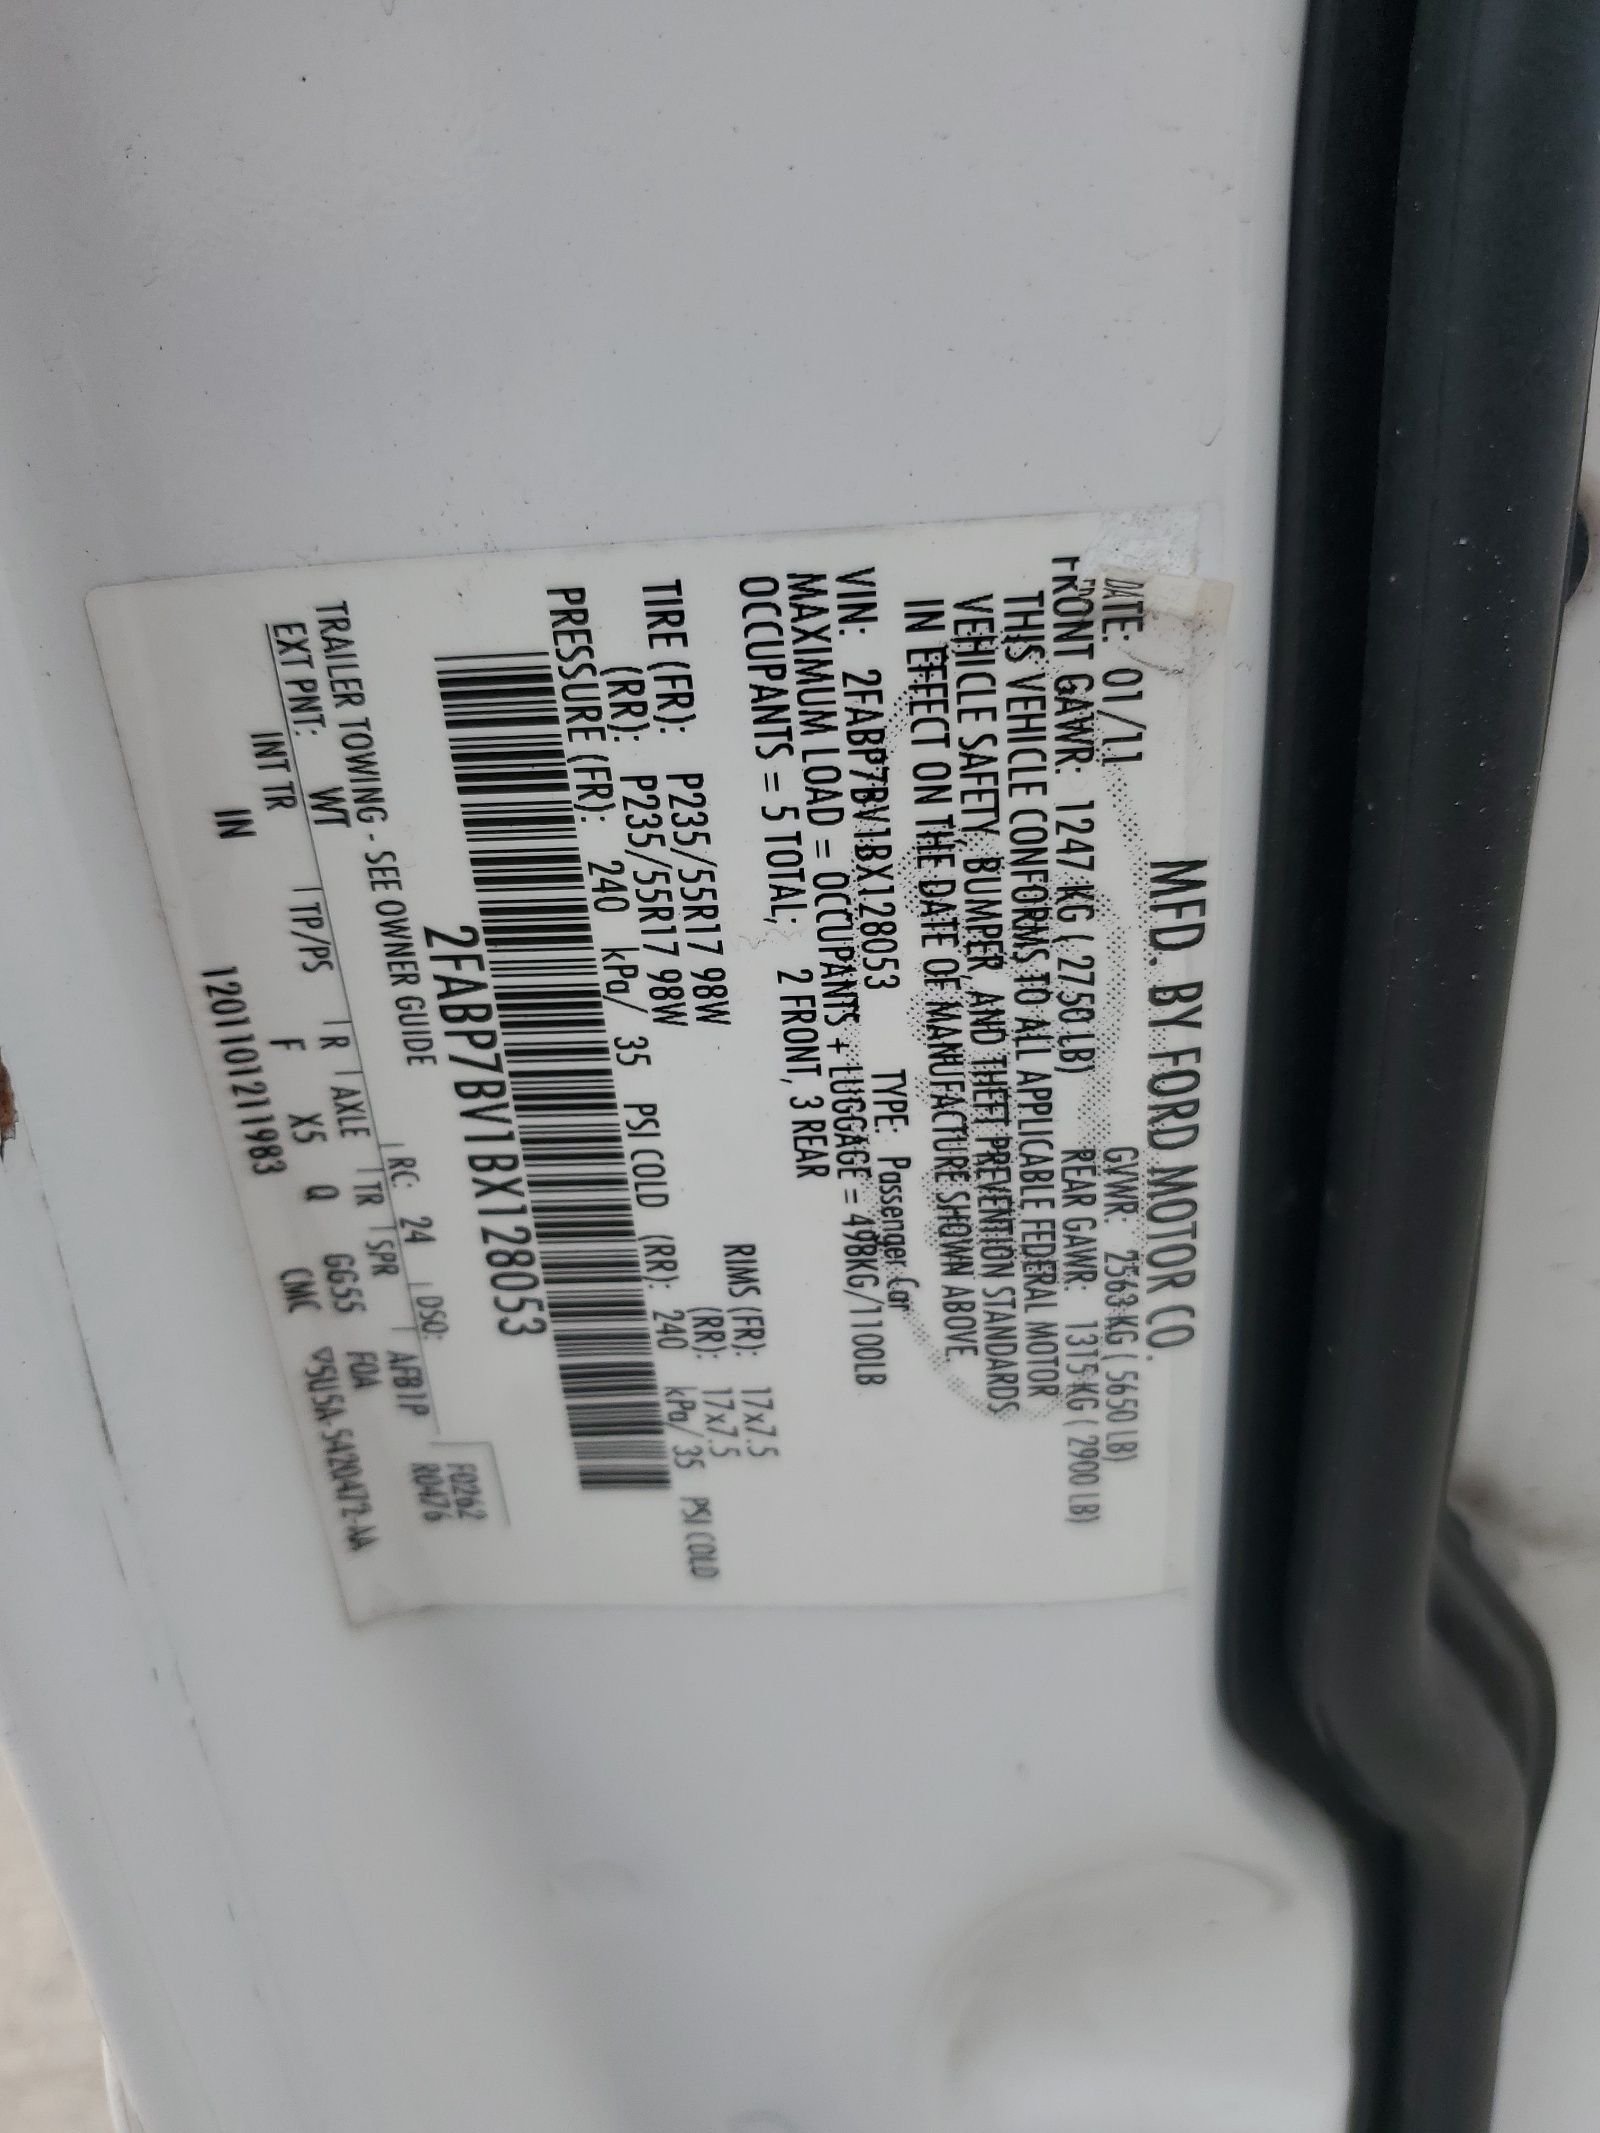 MFD. BY FORD MOTOR CO.
DATE: 01/11 GVWR: 2563 KG ( 5650 LB)
FRONT GAWR: 1247 KG ( 2750 LB) REAR GAWR: 1315 KG ( 2900 LB)
THIS VEHICLE CONFORMS TO ALL APPLICABLE FEDERAL MOTOR
VEHICLE SAFETY, BUMPER, AND THEFT PREVENTION STANDARDS
IN EFFECT ON THE DATE OF MANUFACTURE SHOWN ABOVE.
VIN: 2FABP7BV1BX128053 TYPE: Passenger Car
MAXIMUM LOAD = OCCUPANTS + LUGGAGE = 498KG/1100LB
OCCUPANTS = 5 TOTAL; 2 FRONT, 3 REAR
TIRE (FR): P235/55R17 98W RIMS (FR): 17x7.5
(RR): P235/55R17 98W (RR): 17x7.5
PRESSURE (FR): 240 kPa/ 35 PSI COLD (RR): 240 kPa/ 35 PSI COLD
2FABP7BV1BX128053
F0262
TRAILER TOWING - SEE OWNER GUIDE RC: 24 DSO: R0476
EXT PNT: WT
INT TR TP/PS R AXLE TR SPR AFB1P
IN F X5 Q GG55 FOA
1201101211983 CMC 5U5A-5420472-AA